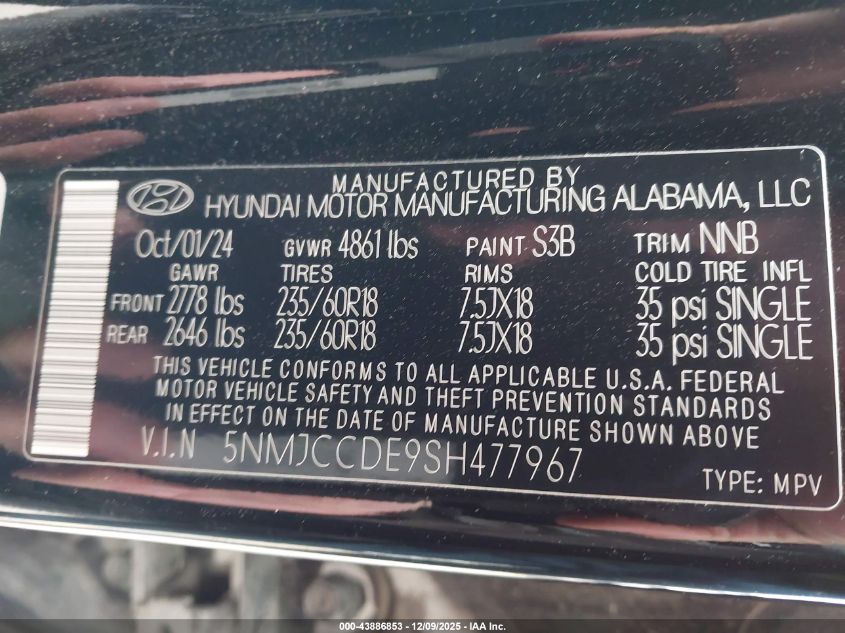 MANUFACTURED BY
HYUNDAI MOTOR MANUFACTURING ALABAMA, LLC
Oct/01/24 GVWR 4861 lbs PAINT S3B TRIM NNB
GAWR TIRES RIMS COLD TIRE INFL
FRONT 2778 lbs 235/60R18 7.5JX18 35 psi SINGLE
REAR 2646 lbs 235/60R18 7.5JX18 35 psi SINGLE
THIS VEHICLE CONFORMS TO ALL APPLICABLE U.S.A. FEDERAL
MOTOR VEHICLE SAFETY AND THEFT PREVENTION STANDARDS
IN EFFECT ON THE DATE OF MANUFACTURE SHOWN ABOVE
V.I.N 5NMJCCDE9SH477967
TYPE: MPV
000-43886853 - 12/09/2025 - IAA Inc.